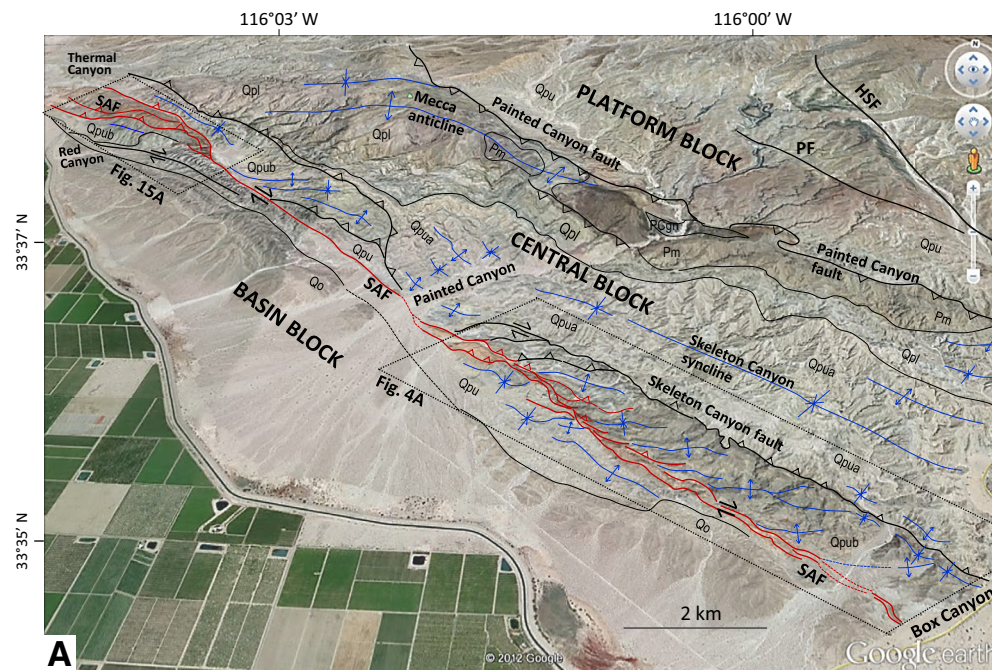 116°03′ W
116°00′ W
33°37′ N
33°35′ N
Thermal
Canyon
SAF
Qpub
Red
Canyon
Fig. 15A
Qpl
Qpl
Mecca
anticline
Qpu
PLATFORM BLOCK
Painted Canyon fault
Pm
HSF
PF
Qpub
Qpua
Qpl
PCgn
Pm
Qpu
Painted Canyon
fault
Qpu
Qo
SAF
Painted Canyon
CENTRAL BLOCK
BASIN BLOCK
Pm
Qpl
Qpua
Skeleton Canyon
syncline
Qpua
Fig. 4A
Qpu
Skeleton Canyon fault
Qpua
Qo
Qpub
SAF
Box Canyon
2 km
A
© 2012 Google
Google earth
N